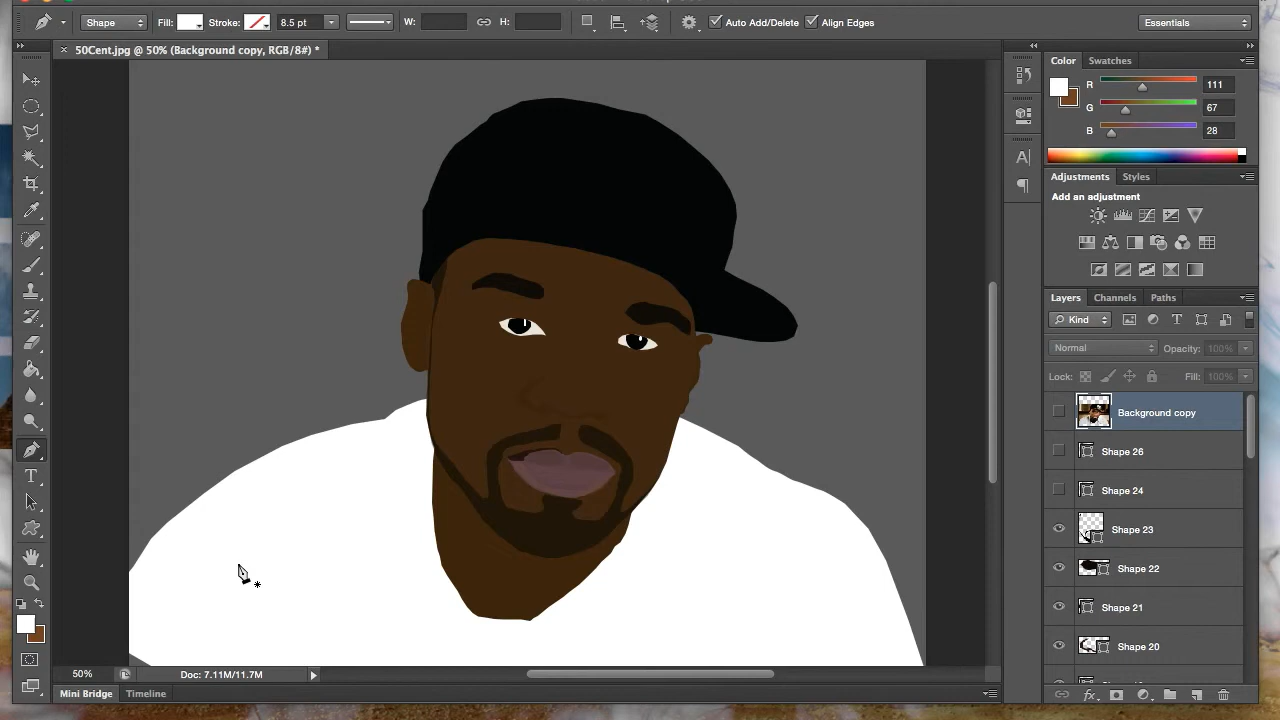 Shape Fill: Stroke: 8.5 pt W: H: Auto Add/Delete Align Edges Essentials
50Cent.jpg @ 50% (Background copy, RGB/8#) *
Color Swatches
R 111
G 67
B 28
A
Adjustments Styles
Add an adjustment
Layers Channels Paths
Kind T
Normal Opacity: 100%
Lock: Fill: 100%
Background copy
Shape 26
Shape 24
Shape 23
Shape 22
Shape 21
Shape 20
T
50% Doc: 7.11M/11.7M
fx
Mini Bridge Timeline